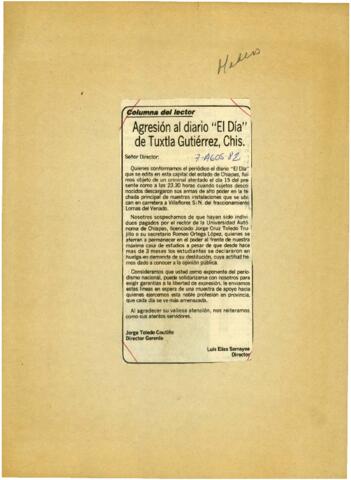 Columna del lector
Agresión al diario "El Día"
de Tuxtla Gutiérrez, Chis.
Señor Director:
7-AGOS 82
Quienes conformamos el periódico el diario "El Día"
que se edita en esta capital del estado de Chiapas, fui-
mos objeto de un criminal atentado el día 15 del pre-
sente como a las 23.30 horas cuando sujetos desco-
nocidos descargaron sus armas de alto poder en la fa-
chada principal de nuestras instalaciones que se ubi-
can en carretera a Villaflores S/N. del fraccionamiento
Lomas del Venado.
Nosotros sospechamos de que hayan sido indivi-
duos pagados por el rector de la Universidad Autó-
noma de Chiapas, licenciado Jorge Cruz Toledo Tru-
jillo o su secretario Romeo Ortega López, quienes se
aferran a permanecer en el poder al frente de nuestra
máxima casa de estudios a pesar de que desde hace
más de 3 meses los estudiantes se declararon en
huelga en demanda de su destitución, cuya actitud he-
mos dado a conocer a la opinión pública.
Consideramos que usted como exponente del perio-
dismo nacional, puede solidarizarse con nosotros para
exigir garantías a la libertad de expresión, le enviamos
estas líneas en espera de una muestra de apoyo hacia
quienes ejercemos esta noble profesión en provincia,
que cada día se ve más amenazada.
Al agradecer su valiosa atención, nos reiteramos
como sus atentos servidores.
Jorge Toledo Coutiño
Director Gerente
Luis Elías
Director